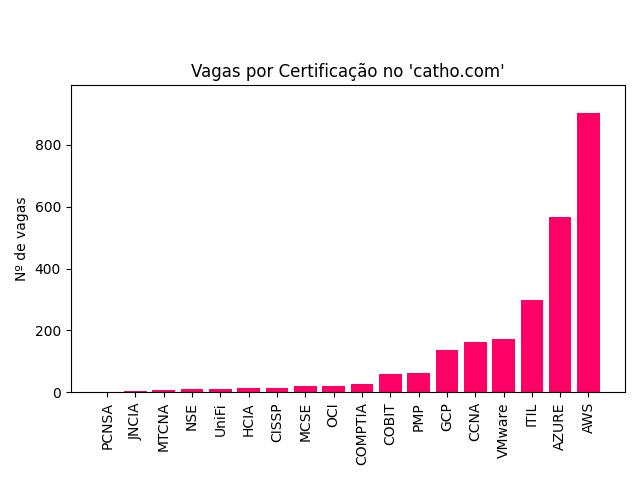 Vagas por Certificação no 'catho.com'
Nº de vagas
800
600
400
200
0
PCNSA
JNCIA
MTCNA
NSE
UniFi
HCIA
CISSP
MCSE
OCI
COMPTIA
COBIT
PMP
GCP
CCNA
VMware
ITIL
AZURE
AWS